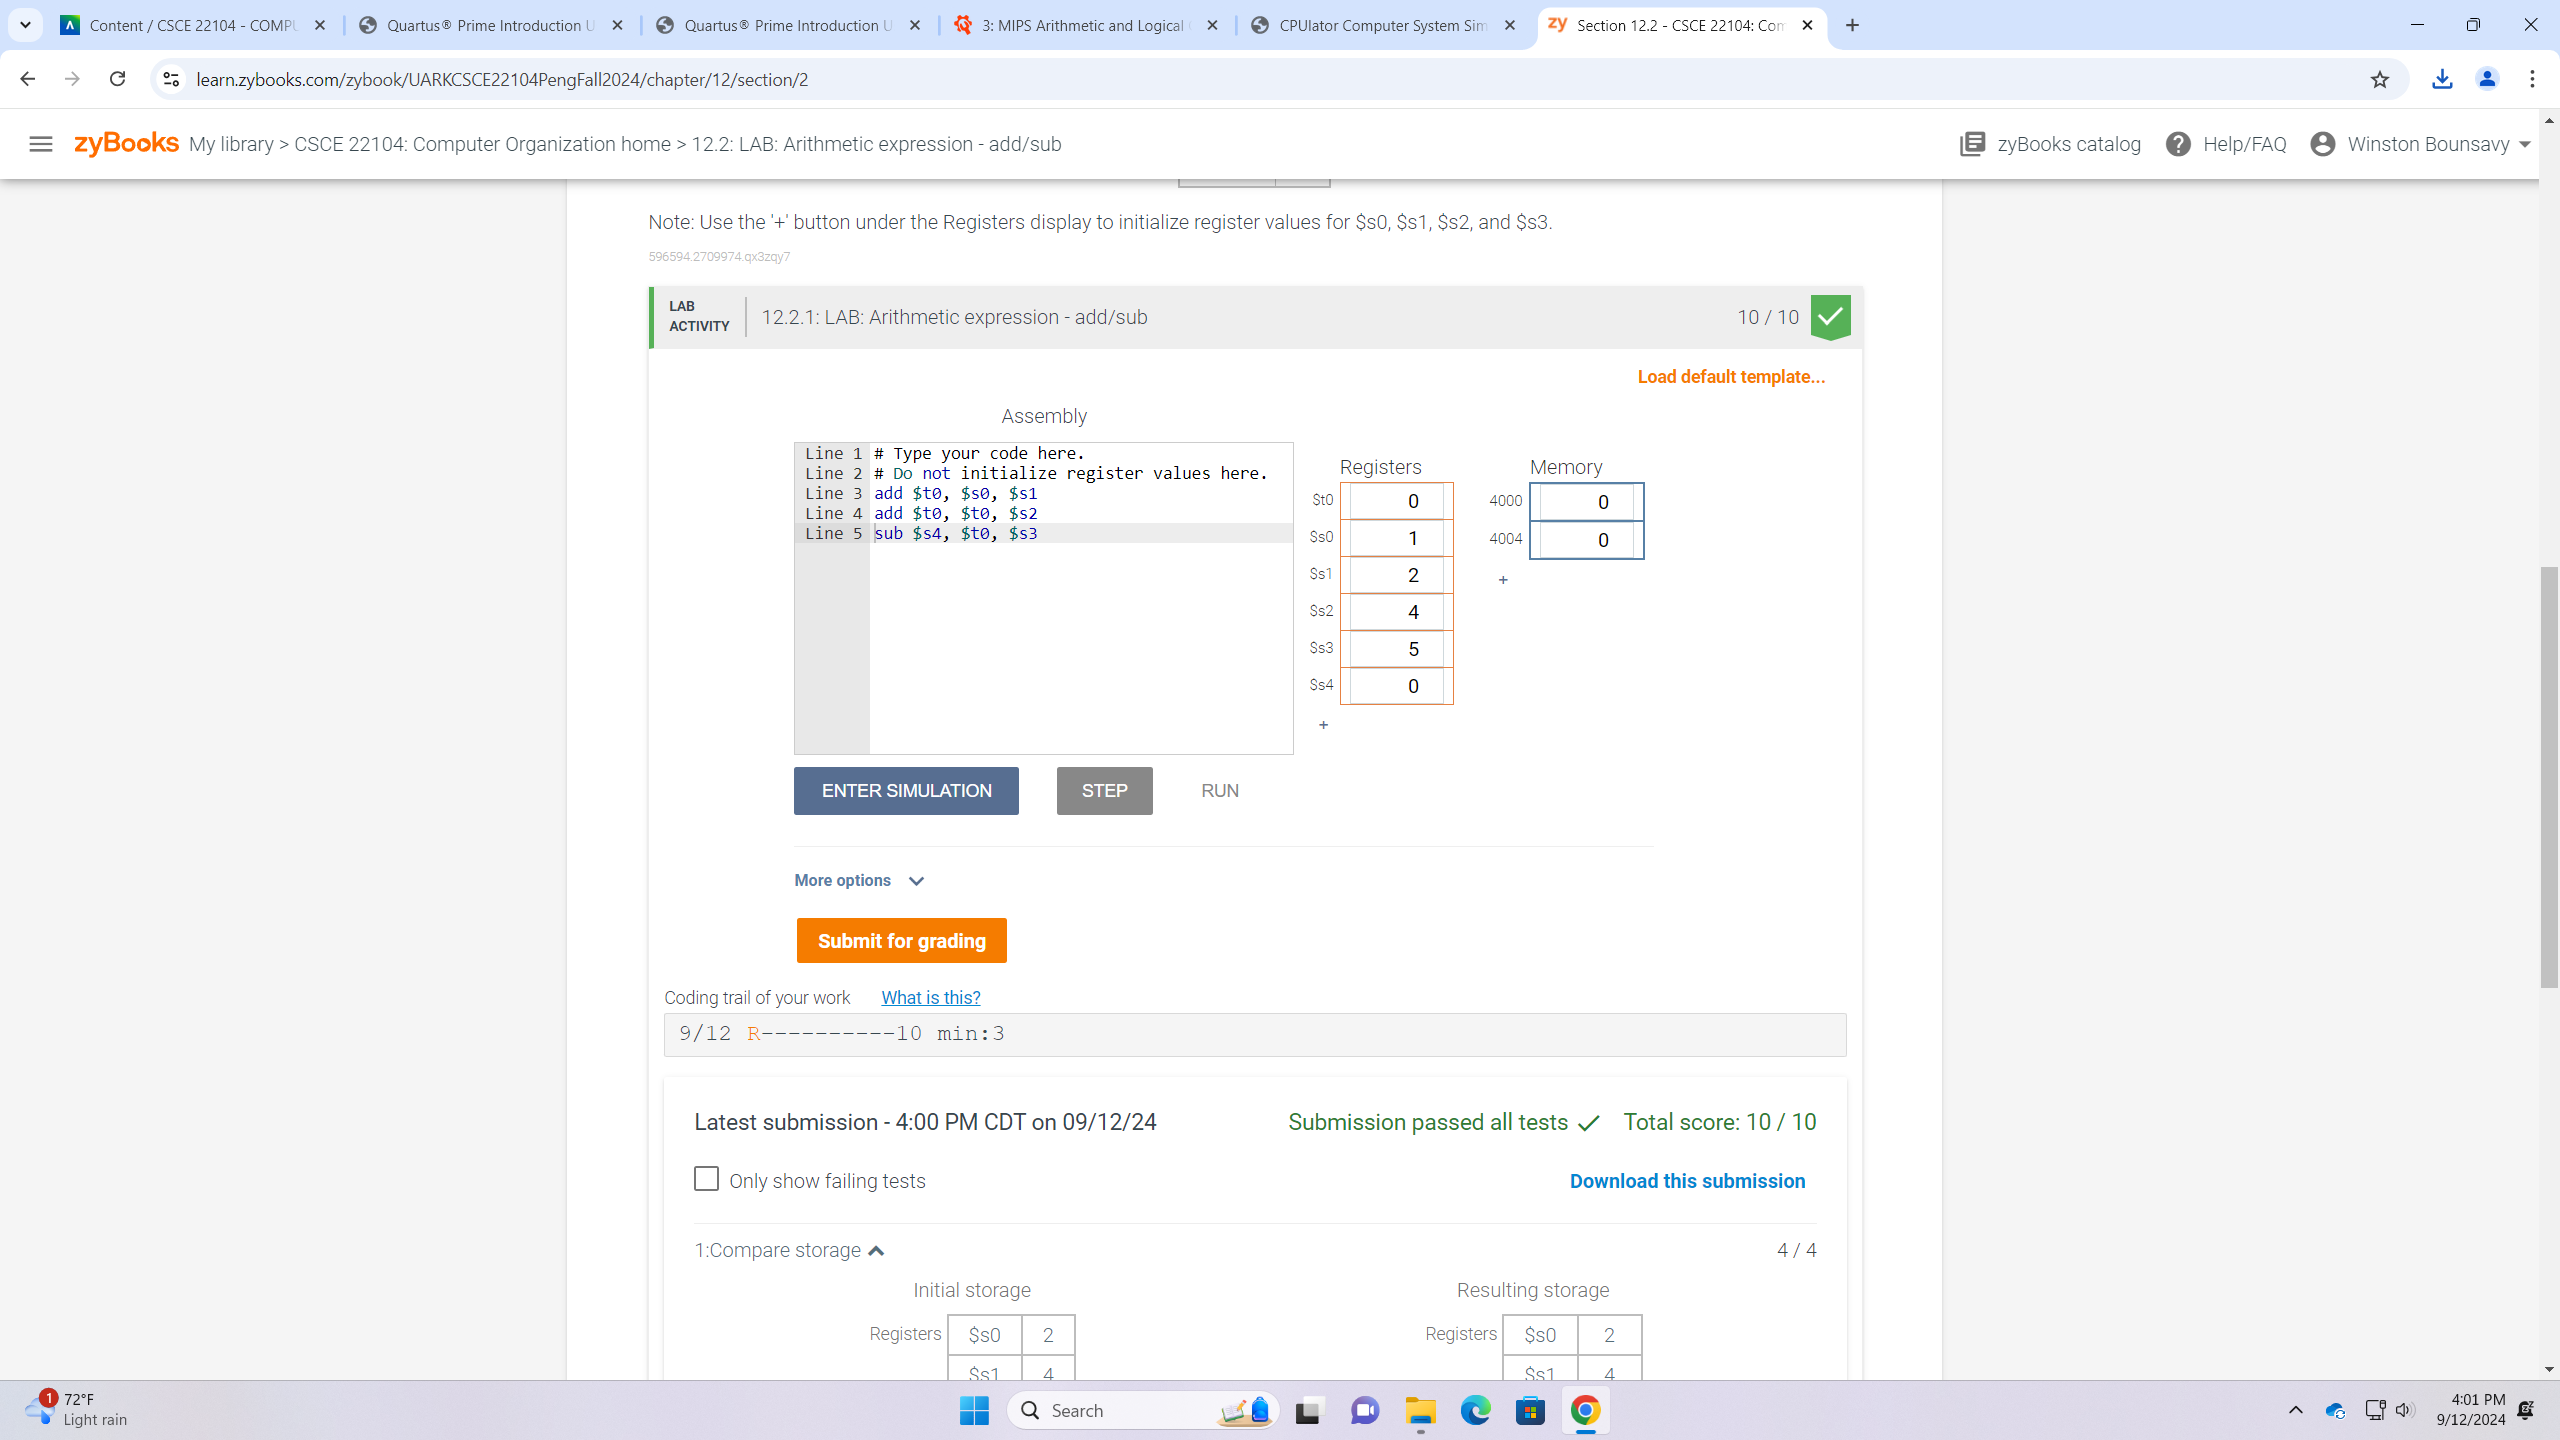 Content / CSCE 22104 - COMPU
Quartus® Prime Introduction U
Quartus® Prime Introduction U
3: MIPS Arithmetic and Logical
CPUlator Computer System Sim
zy Section 12.2 - CSCE 22104: Com
learn.zybooks.com/zybook/UARKCSCE22104PengFall2024/chapter/12/section/2
zyBooks My library > CSCE 22104: Computer Organization home > 12.2: LAB: Arithmetic expression - add/sub
zyBooks catalog
Help/FAQ
Winston Bounsavy
Note: Use the '+' button under the Registers display to initialize register values for $s0, $s1, $s2, and $s3.
596594.2709974.qx3zqy7
LAB ACTIVITY
12.2.1: LAB: Arithmetic expression - add/sub
10 / 10
Load default template...
Assembly
Line 1 # Type your code here.
Line 2 # Do not initialize register values here.
Line 3 add $t0, $s0, $s1
Line 4 add $t0, $t0, $s2
Line 5 sub $s4, $t0, $s3
Registers
$t0 0
$s0 1
$s1 2
$s2 4
$s3 5
$s4 0
+
Memory
4000 0
4004 0
+
ENTER SIMULATION
STEP
RUN
More options
Submit for grading
Coding trail of your work What is this?
9/12 R----------10 min:3
Latest submission - 4:00 PM CDT on 09/12/24
Submission passed all tests
Total score: 10 / 10
Only show failing tests
Download this submission
1:Compare storage
4 / 4
Initial storage
Resulting storage
Registers $s0 2
Registers $s0 2
$s1 4
$s1 4
1
72°F
Light rain
Search
4:01 PM
9/12/2024